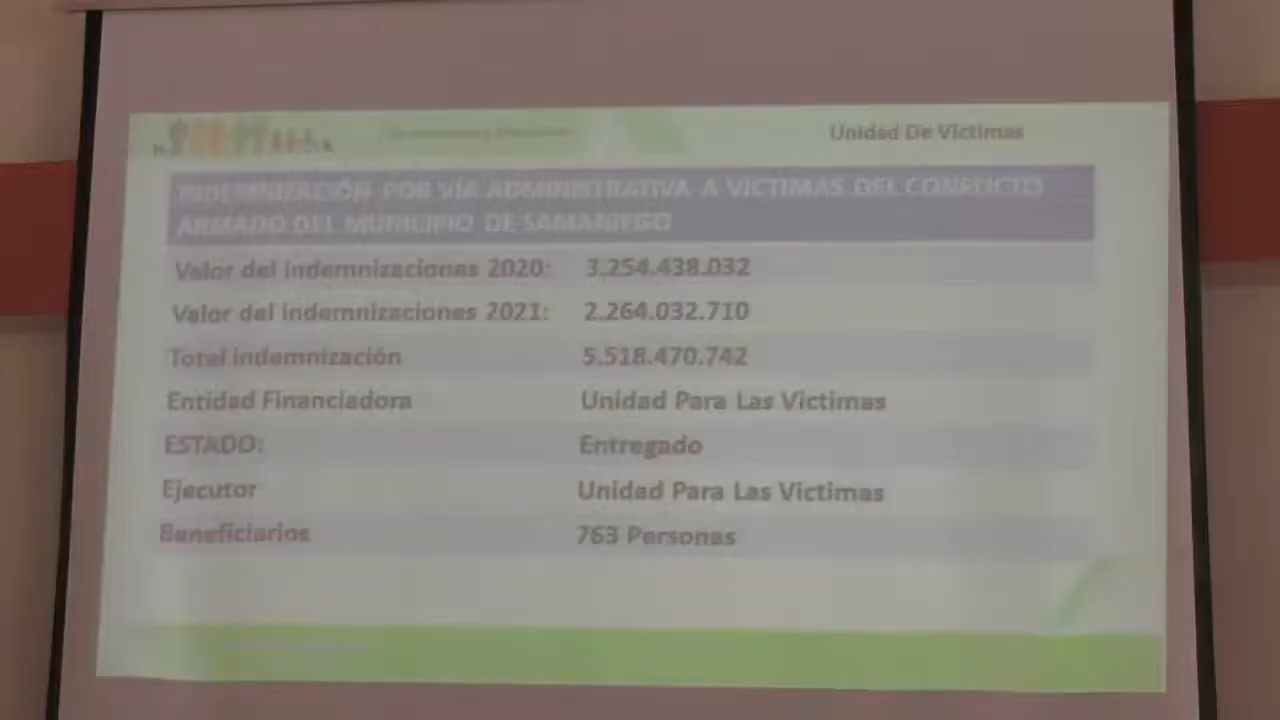 Unidad De Victimas
INDEMNIZACIÓN POR VÍA ADMINISTRATIVA A VICTIMAS DEL CONFLICTO
ARMADO DEL MUNICIPIO DE SAMANIEGO
Valor del indemnizaciones 2020: 3.254.438.032
Valor del indemnizaciones 2021: 2.264.032.710
Total indemnización 5.518.470.742
Entidad Financiadora Unidad Para Las Victimas
ESTADO: Entregado
Ejecutor Unidad Para Las Victimas
Beneficiarios 763 Personas